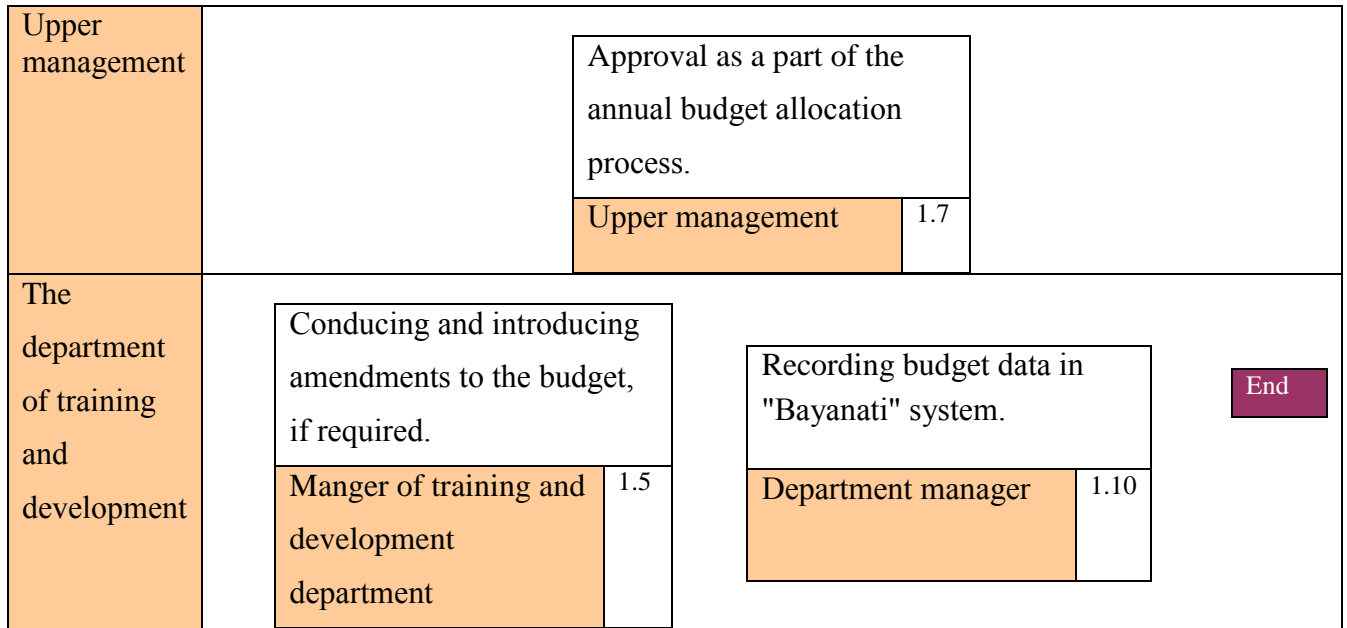 Upper
management
Approval as a part of the
annual budget allocation
process.
Upper management
1.7
The
department
of training
and
development
Conducing and introducing
amendments to the budget,
if required.
Manger of training and
development
department
1.5
Recording budget data in
"Bayanati" system.
Department manager
1.10
End